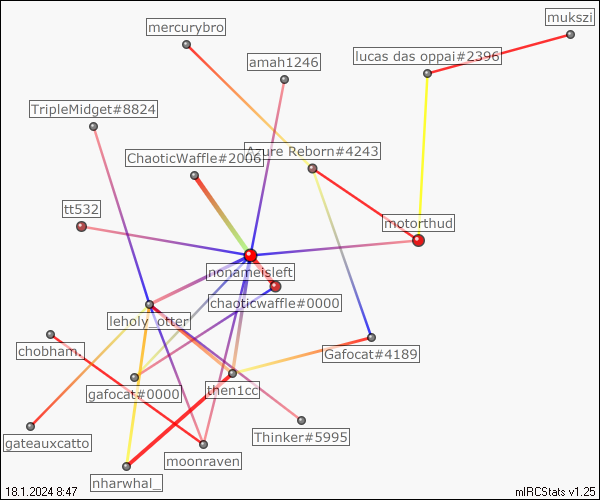 mukszi
mercurybro
lucas das oppai#2396
amah1246
TripleMidget#8824
Azure Reborn#4243
ChaoticWaffle#2006
tt532
motorthud
nonameisleft
chaoticwaffle#0000
leholy_otter
chobham.
Gafocat#4189
gafocat#0000
then1cc
Thinker#5995
gateauxcatto
moonraven
nharwhal_
18.1.2024 8:47
mIRCStats v1.25